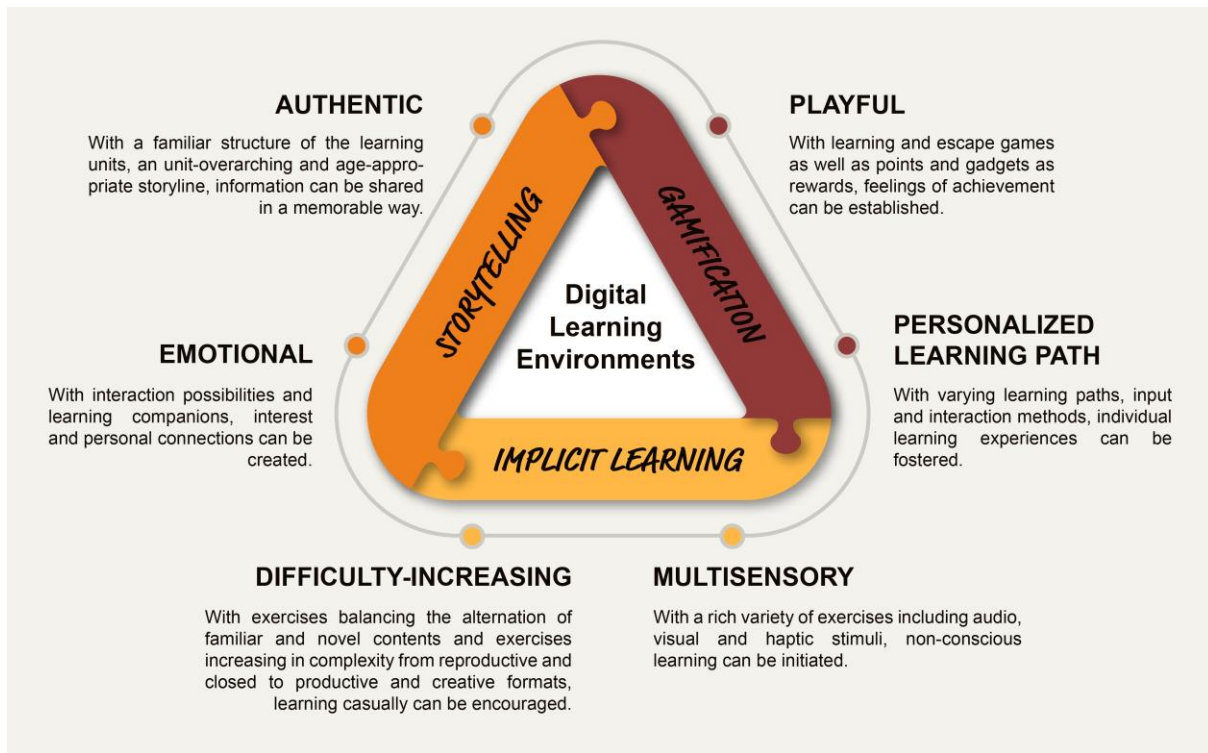 AUTHENTIC
With a familiar structure of the learning
units, an unit-overarching and age-appro-
priate storyline, information can be shared
in a memorable way.
PLAYFUL
With learning and escape games
as well as points and gadgets as
rewards, feelings of achievement
can be established.
STORYTELLING
GAMIFICATION
Digital
Learning
Environments
EMOTIONAL
With interaction possibilities and
learning companions, interest
and personal connections can be
created.
PERSONALIZED
LEARNING PATH
With varying learning paths, input
and interaction methods, individual
learning experiences can be
fostered.
IMPLICIT LEARNING
DIFFICULTY-INCREASING
With exercises balancing the alternation of
familiar and novel contents and exercises
increasing in complexity from reproductive and
closed to productive and creative formats,
learning casually can be encouraged.
MULTISENSORY
With a rich variety of exercises including audio,
visual and haptic stimuli, non-conscious
learning can be initiated.